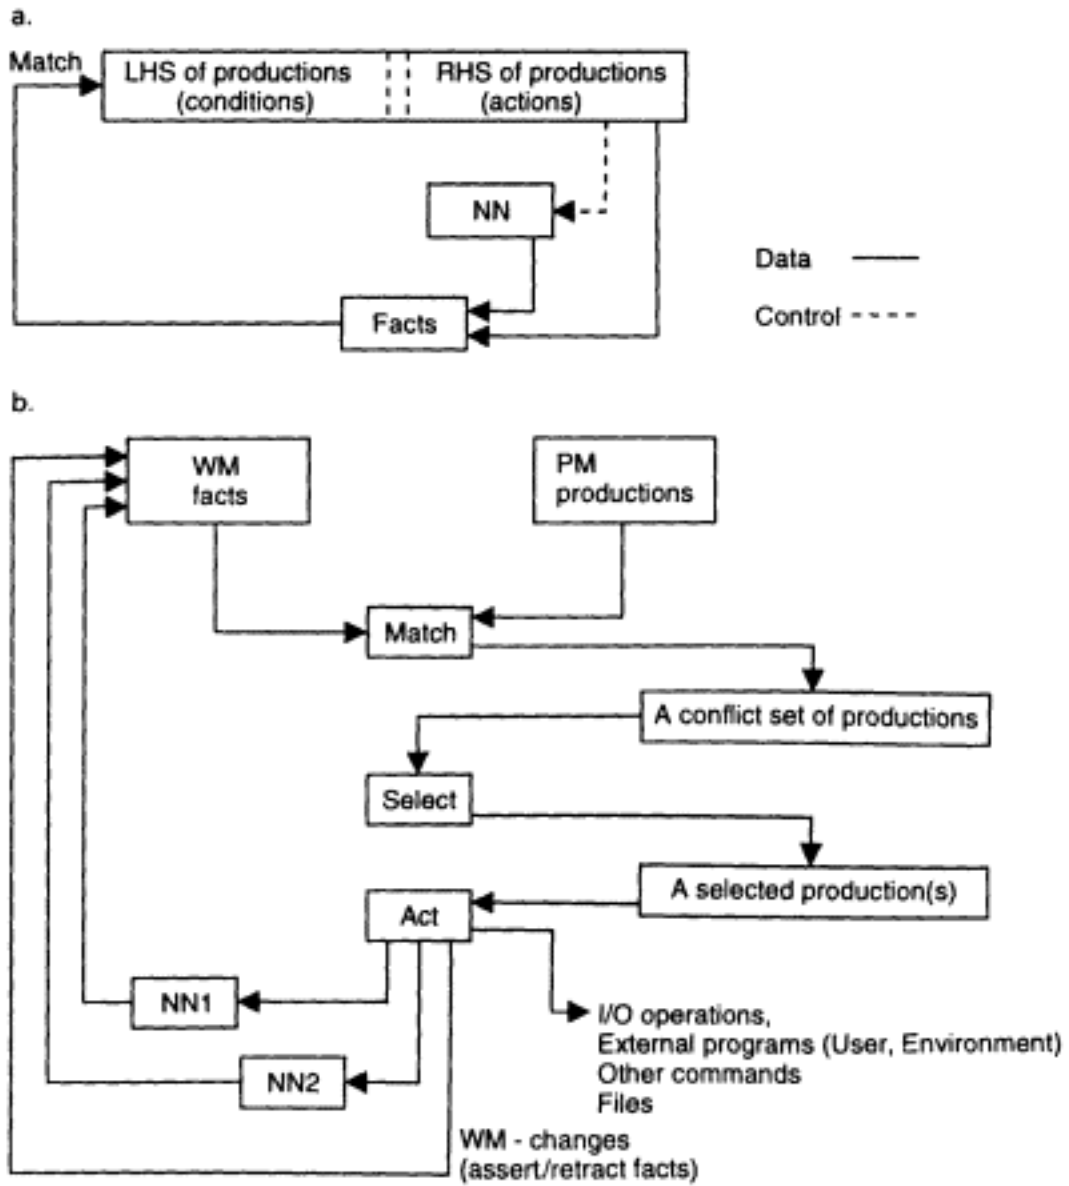 a.
Match
LHS of productions
(conditions)
RHS of productions
(actions)
NN
Data
Control
Facts
b.
WM
facts
PM
productions
Match
A conflict set of productions
Select
A selected production(s)
Act
NN1
I/O operations,
External programs (User, Environment)
Other commands
Files
NN2
WM - changes
(assert/retract facts)